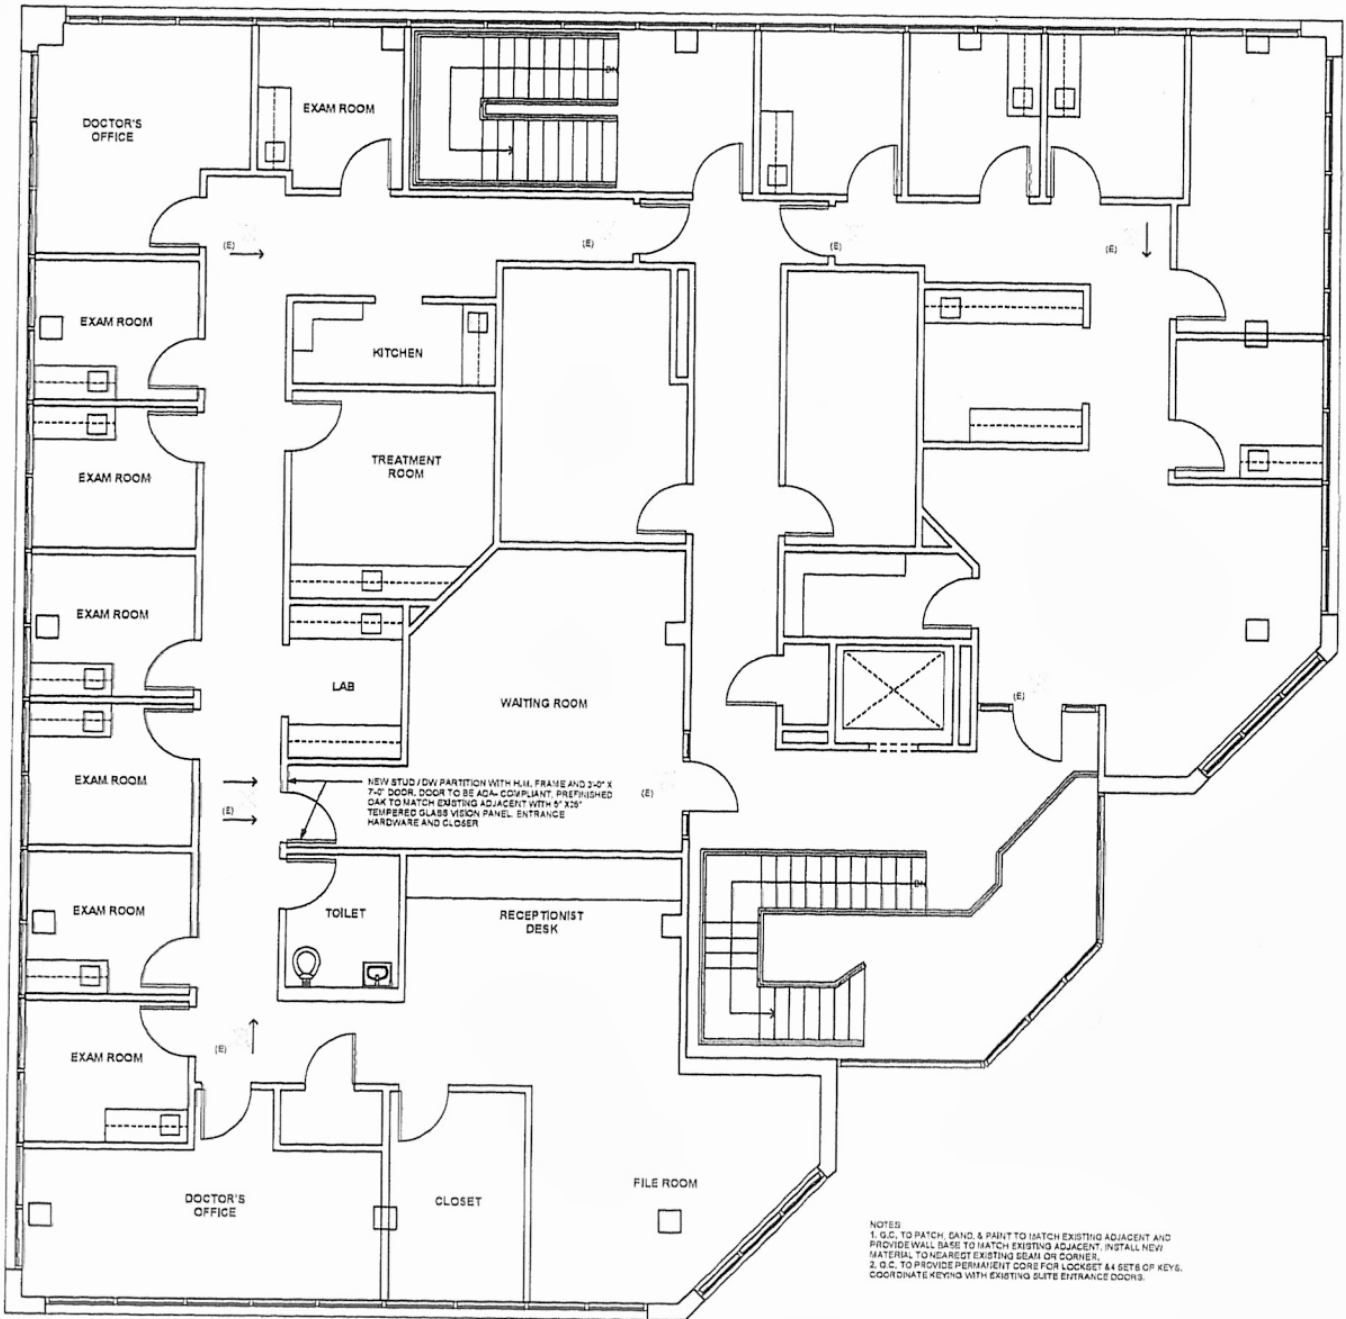 DOCTOR'S
OFFICE
EXAM ROOM
DN
(E)
(E)
(E)
(E)
EXAM ROOM
KITCHEN
EXAM ROOM
TREATMENT
ROOM
EXAM ROOM
LAB
WAITING ROOM
(E)
EXAM ROOM
(E)
NEW STUD / DW PARTITION WITH H.M. FRAME AND 3'-0" X
7'-0" DOOR. DOOR TO BE ADA- COMPLIANT, PREFINISHED
OAK TO MATCH EXISTING ADJACENT WITH
TEMPERED GLASS VISION PANEL. ENTRANCE
HARDWARE AND CLOSER
(E)
EXAM ROOM
TOILET
RECEPTIONIST
DESK
DN
EXAM ROOM
(E)
DOCTOR'S
OFFICE
CLOSET
FILE ROOM
NOTES
1. G.C. TO PATCH, SAND, & PAINT TO MATCH EXISTING ADJACENT AND
PROVIDE WALL BASE TO MATCH EXISTING ADJACENT. INSTALL NEW
MATERIAL TO NEAREST EXISTING SEAM OR CORNER.
2. G.C. TO PROVIDE PERMANENT CORE FOR LOCKSET & 4 SETS OF KEYS.
COORDINATE KEYING WITH EXISTING SUITE ENTRANCE DOORS.